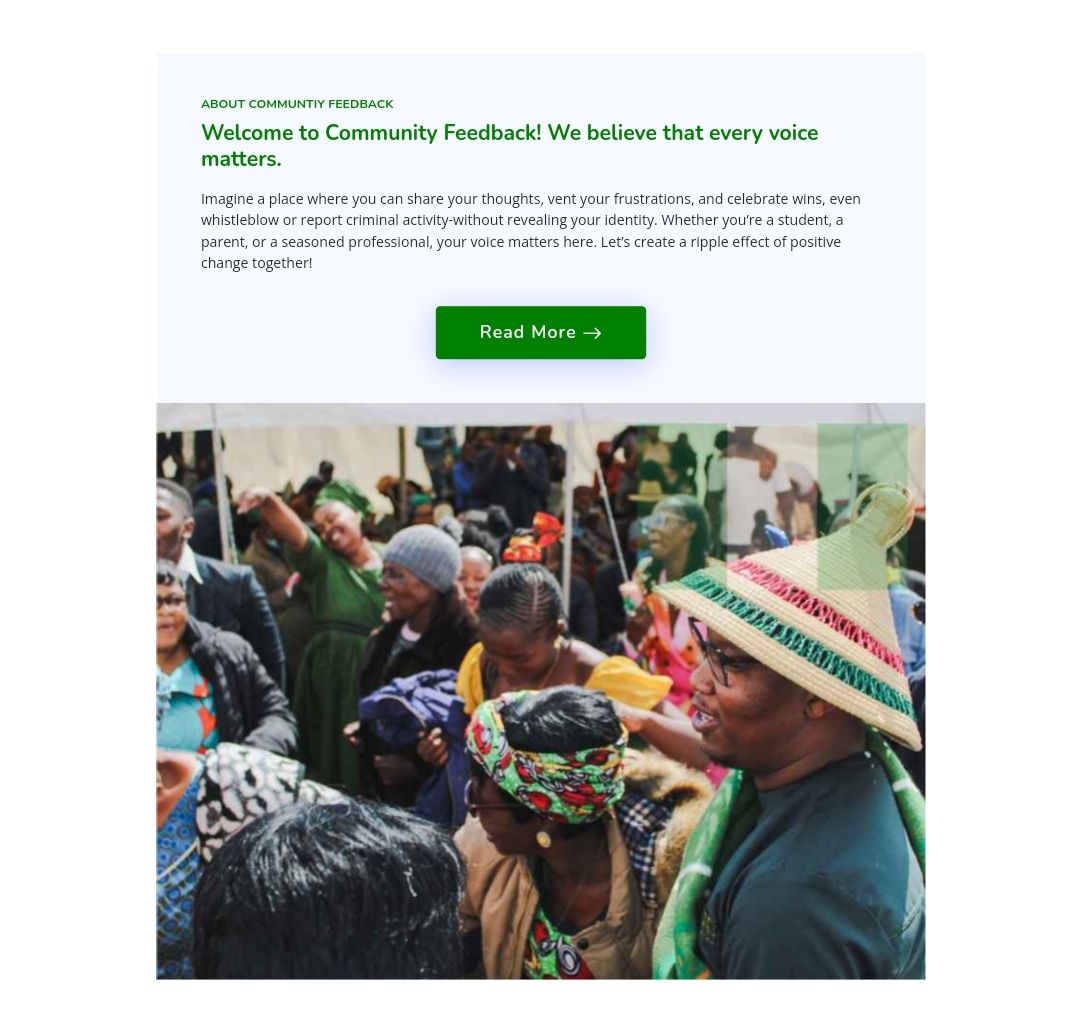 ABOUT COMMUNTIY FEEDBACK
Welcome to Community Feedback! We believe that every voice
matters.
Imagine a place where you can share your thoughts, vent your frustrations, and celebrate wins, even
whistleblow or report criminal activity-without revealing your identity. Whether you’re a student, a
parent, or a seasoned professional, your voice matters here. Let’s create a ripple effect of positive
change together!
Read More →